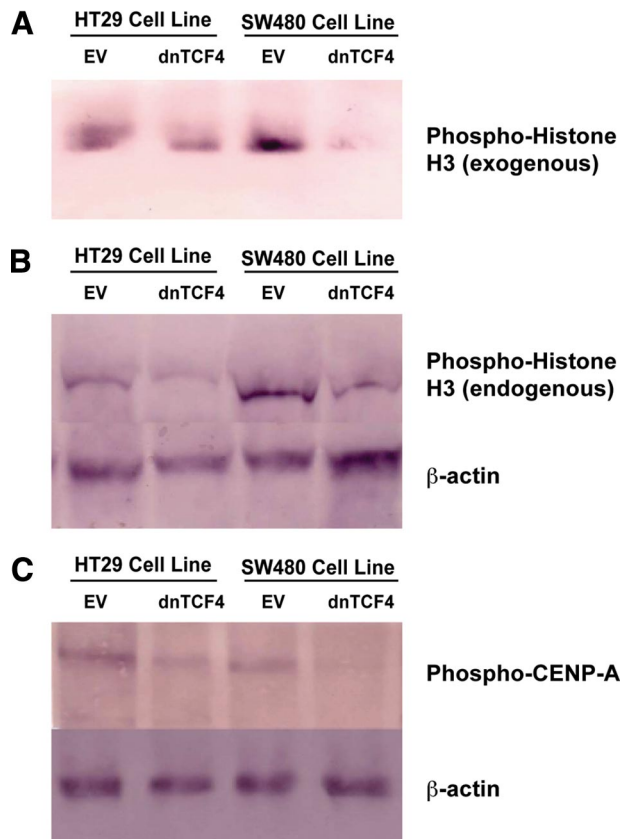 A
HT29 Cell Line SW480 Cell Line
EV dnTCF4 EV dnTCF4
Phospho-Histone
H3 (exogenous)
B
HT29 Cell Line SW480 Cell Line
EV dnTCF4 EV dnTCF4
Phospho-Histone
H3 (endogenous)
β-actin
C
HT29 Cell Line SW480 Cell Line
EV dnTCF4 EV dnTCF4
Phospho-CENP-A
β-actin